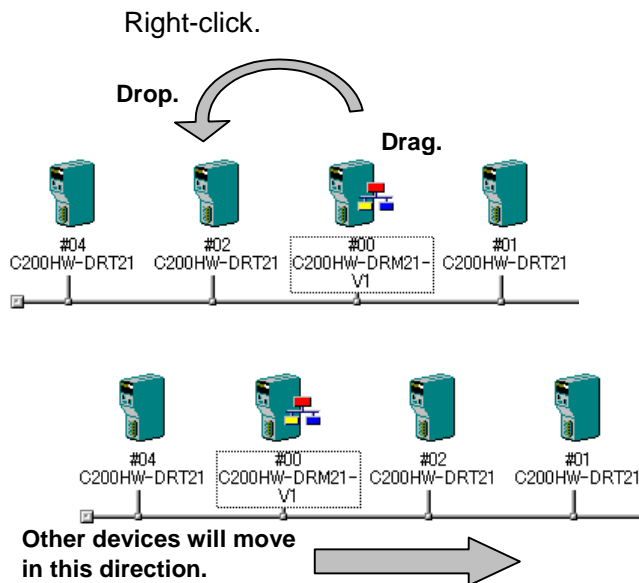 Right-click.
Drop.
Drag.
#04
C200HW-DRT21
#02
C200HW-DRT21
#00
C200HW-DRM21-
V1
#01
C200HW-DRT21
#04
C200HW-DRT21
#00
C200HW-DRM21-
V1
#02
C200HW-DRT21
#01
C200HW-DRT21
Other devices will move
in this direction.